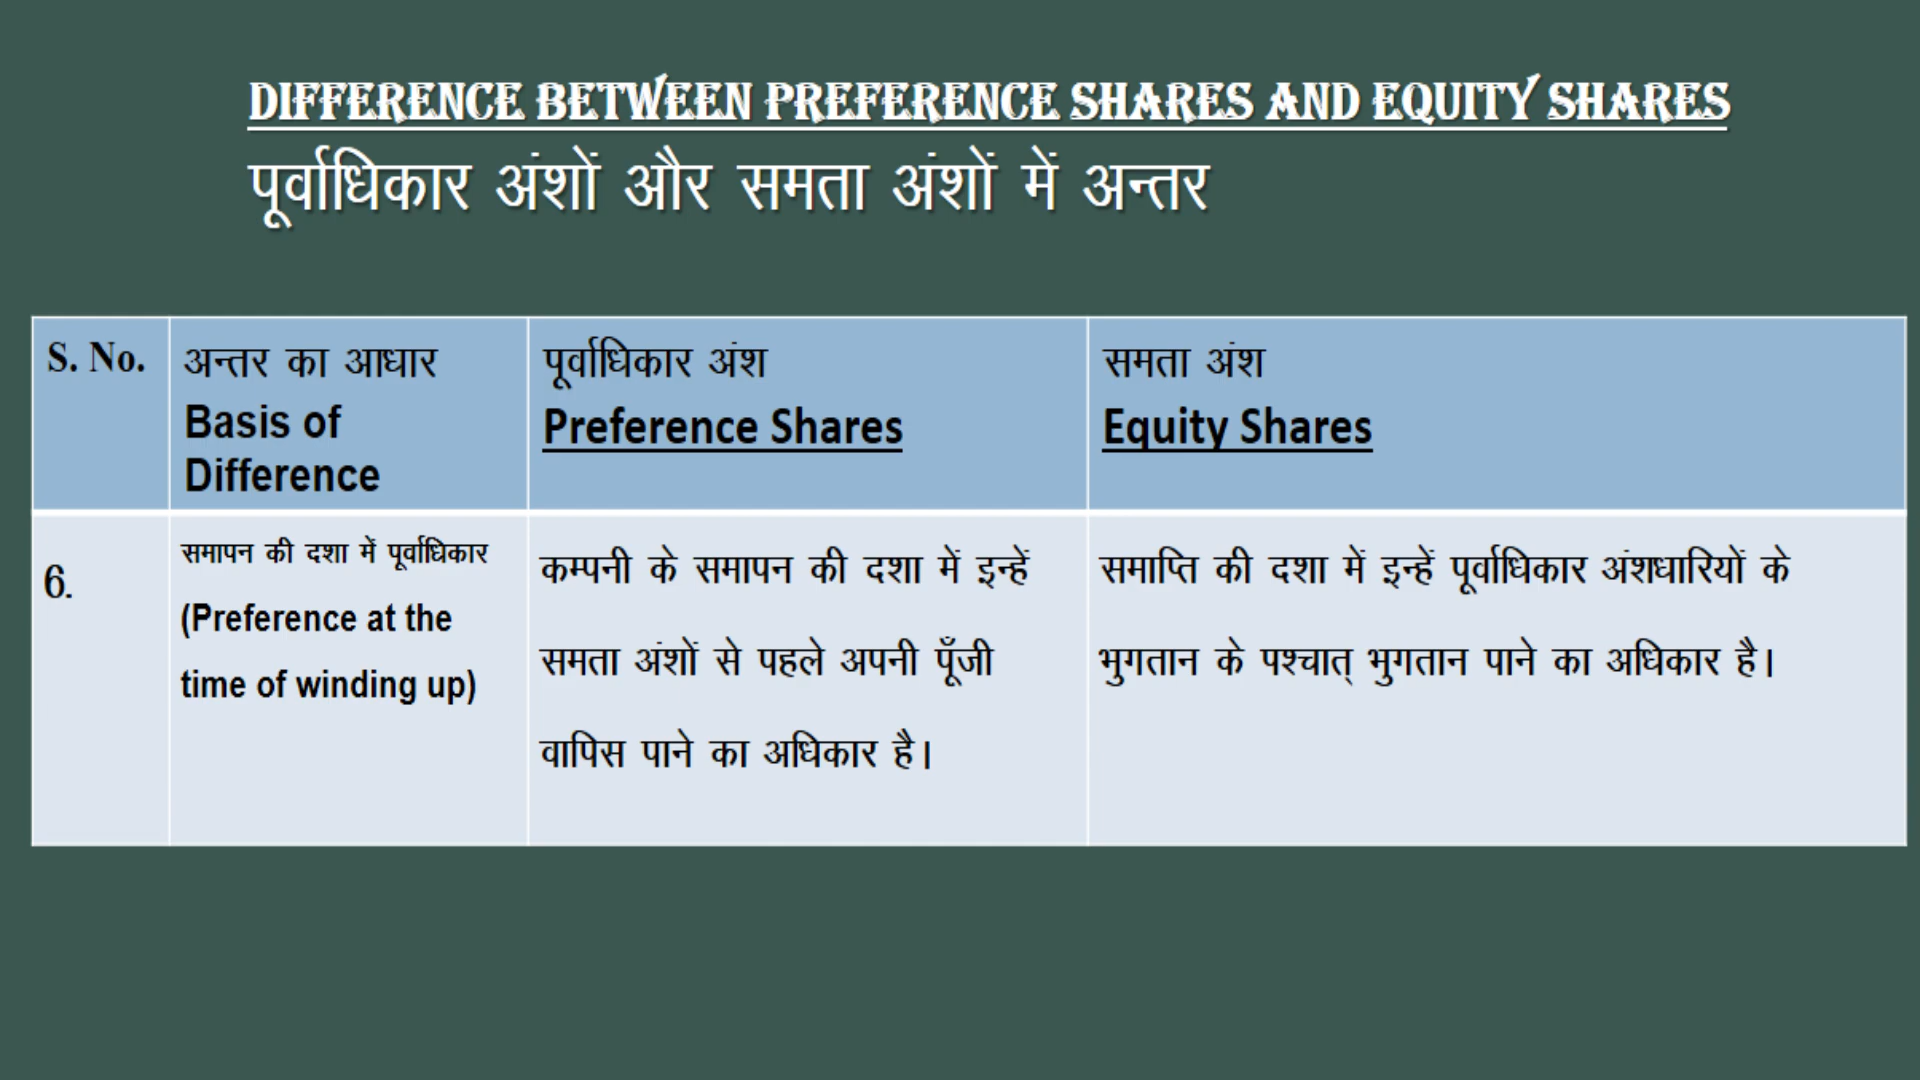 DIFFERENCE BETWEEN PREFERENCE SHARES AND EQUITY SHARES
पूर्वाधिकार अंशों और समता अंशों में अन्तर
S. No.
अन्तर का आधार
Basis of
Difference
पूर्वाधिकार अंश
Preference Shares
समता अंश
Equity Shares
6.
समापन की दशा में पूर्वाधिकार
(Preference at the
time of winding up)
कम्पनी के समापन की दशा में इन्हें
समता अंशों से पहले अपनी पूँजी
वापिस पाने का अधिकार है।
समाप्ति की दशा में इन्हें पूर्वाधिकार अंशधारियों के
भुगतान के पश्चात् भुगतान पाने का अधिकार है।